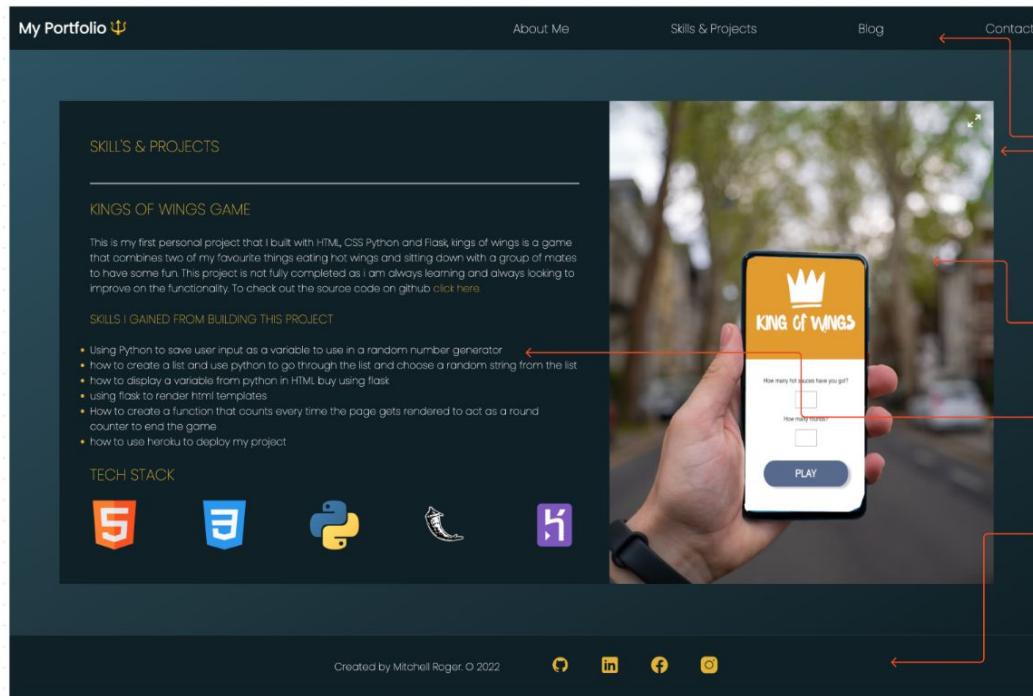 My Portfolio
About Me
Skills & Projects
Blog
Contact
SKILL'S & PROJECTS
KINGS OF WINGS GAME
This is my first personal project that I built with HTML, CSS Python and Flask, kings of wings is a game
that combines two of my favourite things eating hot wings and sitting down with a group of mates
to have some fun. This project is not fully completed as i am always learning and always looking to
improve on the functionality. To check out the source code on github click here.
SKILLS I GAINED FROM BUILDING THIS PROJECT
Using Python to save user input as a variable to use in a random number generator
how to create a list and use python to go through the list and choose a random string from the list
how to display a variable from python in HTML buy using flask
using flask to render html templates
How to create a function that counts every time the page gets rendered to act as a round
counter to end the game
how to use heroku to deploy my project
TECH STACK
KING OF WINGS
How many hot sauces have you got?
How many rounds?
PLAY
Created by Mitchell Roger. © 2022